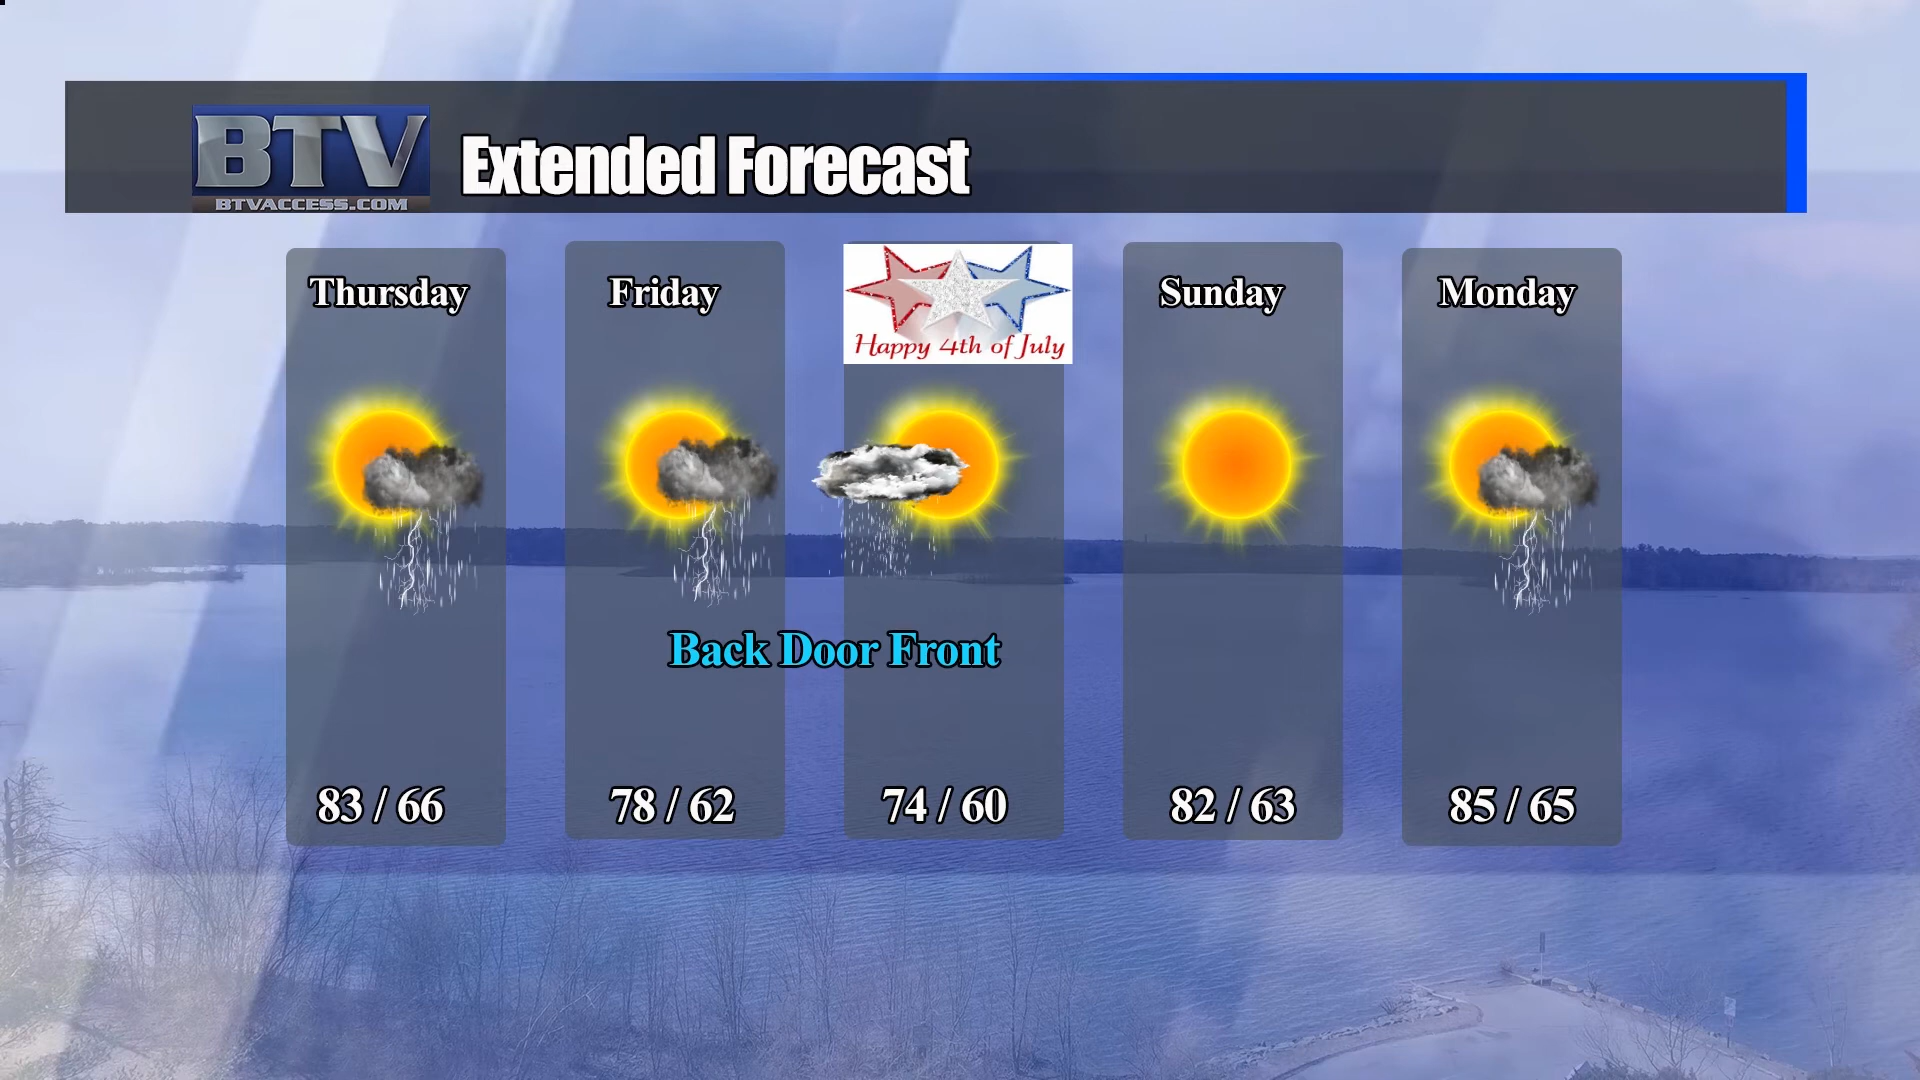 BTV
BTVACCESS.COM
Extended Forecast
Thursday
Friday
Happy 4th of July
Sunday
Monday
Back Door Front
83 / 66
78 / 62
74 / 60
82 / 63
85 / 65